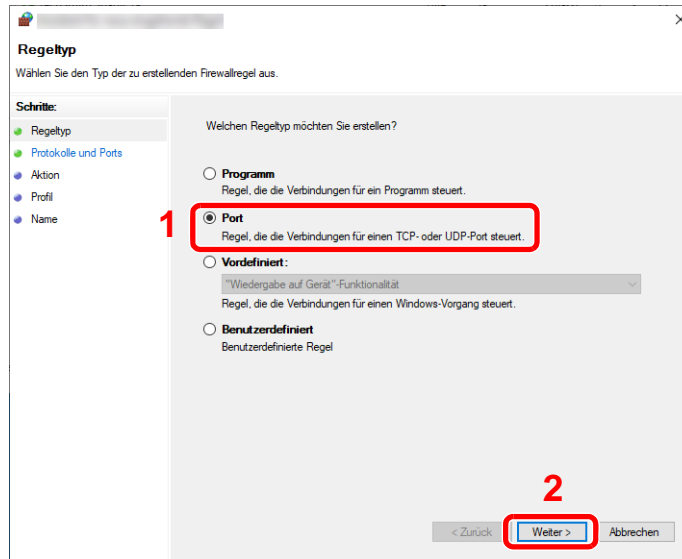 Regeltyp
Wählen Sie den Typ der zu erstellenden Firewallregel aus.
Schritte:
Regeltyp
Protokolle und Ports
Aktion
Profil
Name
Welchen Regeltyp möchten Sie erstellen?
Programm
Regel, die die Verbindungen für ein Programm steuert.
1
Port
Regel, die die Verbindungen für einen TCP- oder UDP-Port steuert.
Vordefiniert:
"Wiedergabe auf Gerät"-Funktionalität
Regel, die die Verbindungen für einen Windows-Vorgang steuert.
Benutzerdefiniert
Benutzerdefinierte Regel
2
< Zurück
Weiter >
Abbrechen